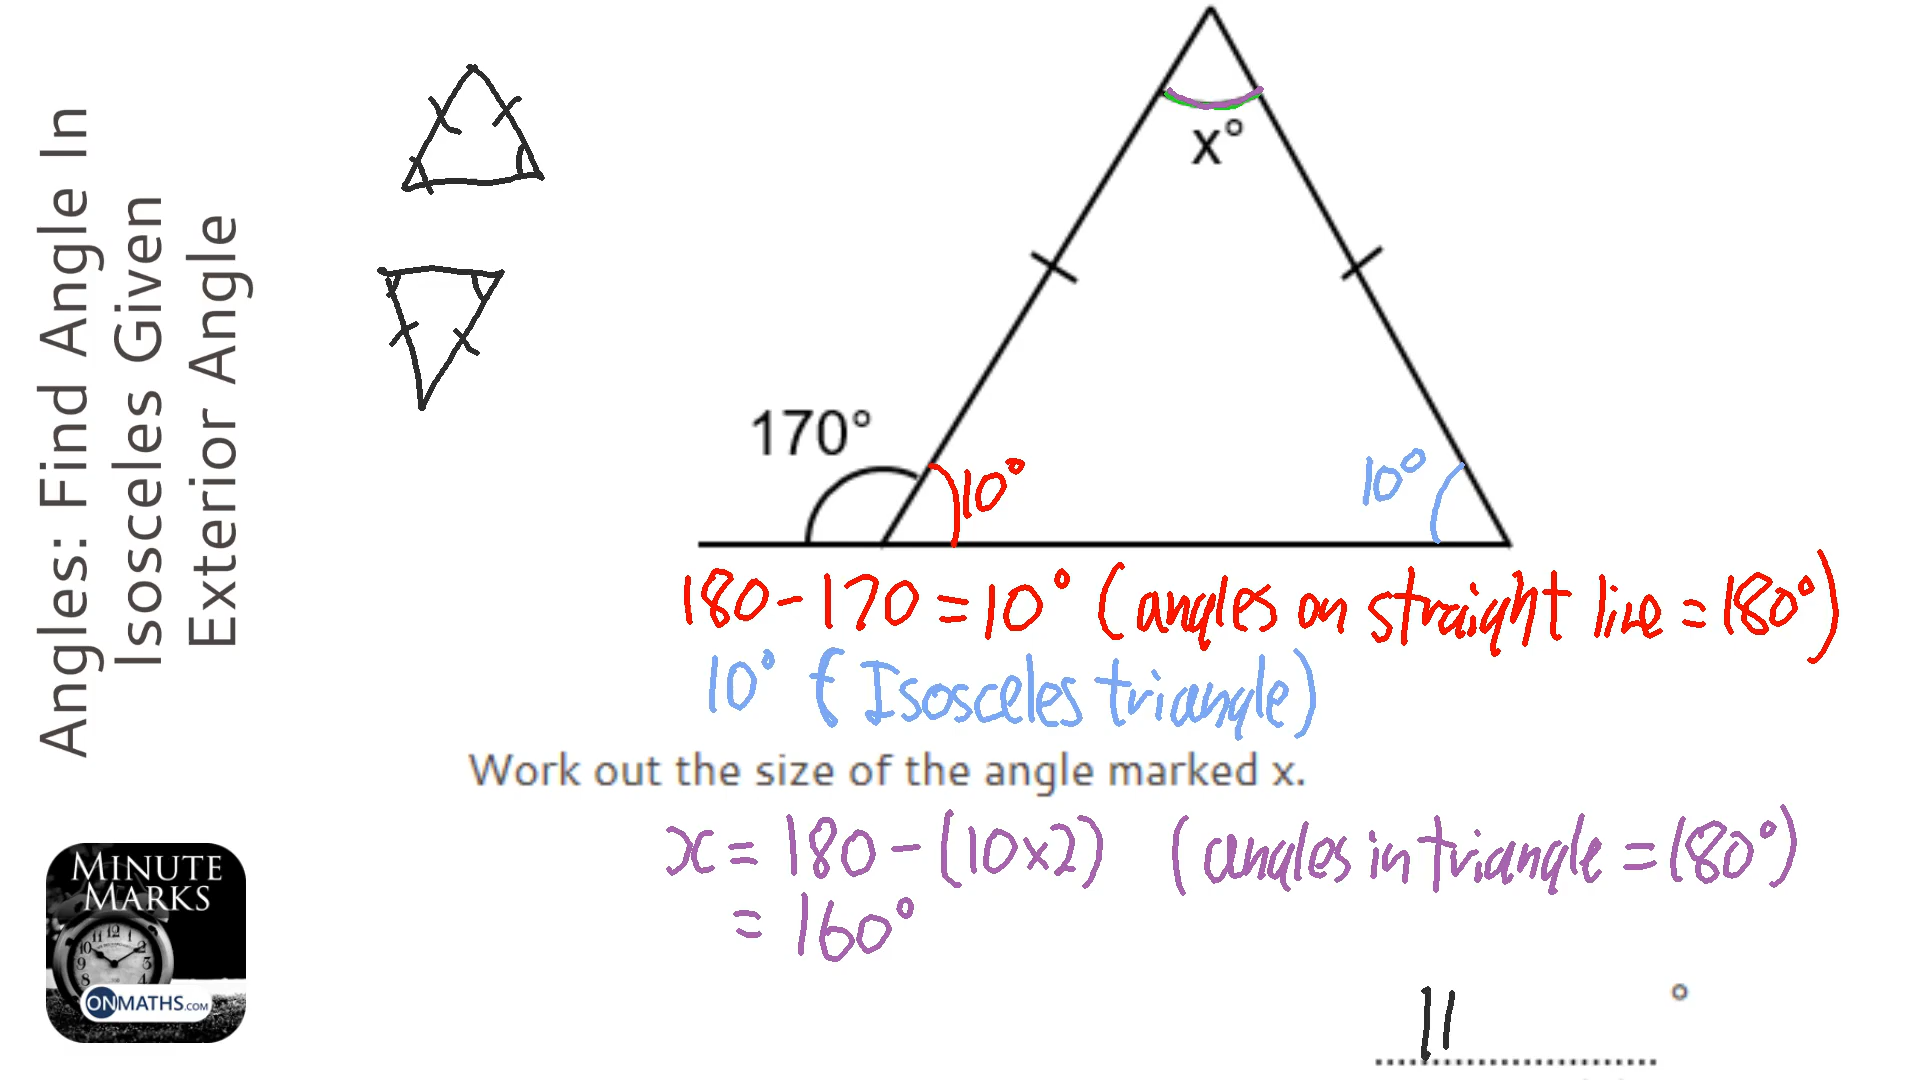 Angles: Find Angle In
Isosceles Given
Exterior Angle
x°
170°
10°
10°
180-170=10° (angles on straight line =180°)
10° (Isosceles triangle)
Work out the size of the angle marked x.
x = 180-(10×2) (angles in triangle =180°)
= 160°
°
MINUTE
MARKS
ONMATHS.COM